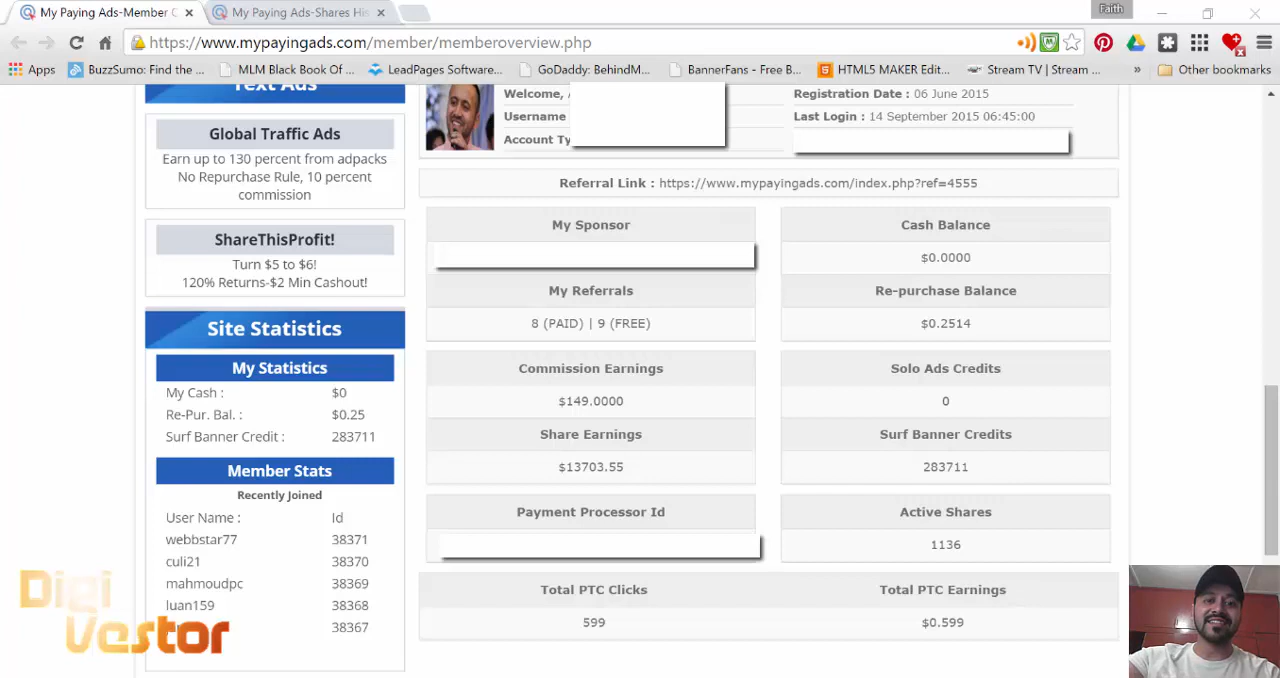 My Paying Ads-Member C
My Paying Ads-Shares His
Faith
https://www.mypayingads.com/member/memberoverview.php
Apps
BuzzSumo: Find the ...
MLM Black Book Of ...
LeadPages Software...
GoDaddy: BehindM...
BannerFans - Free B...
HTML5 MAKER Edit...
Stream TV | Stream ...
»
Other bookmarks
Text Ads
Global Traffic Ads
Earn up to 130 percent from adpacks
No Repurchase Rule, 10 percent
commission
ShareThisProfit!
Turn $5 to $6!
120% Returns-$2 Min Cashout!
Site Statistics
My Statistics
My Cash : $0
Re-Pur. Bal. : $0.25
Surf Banner Credit : 283711
Member Stats
Recently Joined
User Name : Id
webbstar77 38371
culi21 38370
mahmoudpc 38369
luan159 38368
38367
Welcome,
Username
Account Ty
Registration Date : 06 June 2015
Last Login : 14 September 2015 06:45:00
Referral Link : https://www.mypayingads.com/index.php?ref=4555
My Sponsor
Cash Balance
$0.0000
My Referrals
Re-purchase Balance
8 (PAID) | 9 (FREE)
$0.2514
Commission Earnings
Solo Ads Credits
$149.0000
0
Share Earnings
Surf Banner Credits
$13703.55
283711
Payment Processor Id
Active Shares
1136
Total PTC Clicks
Total PTC Earnings
599
$0.599
Digi
Vestor